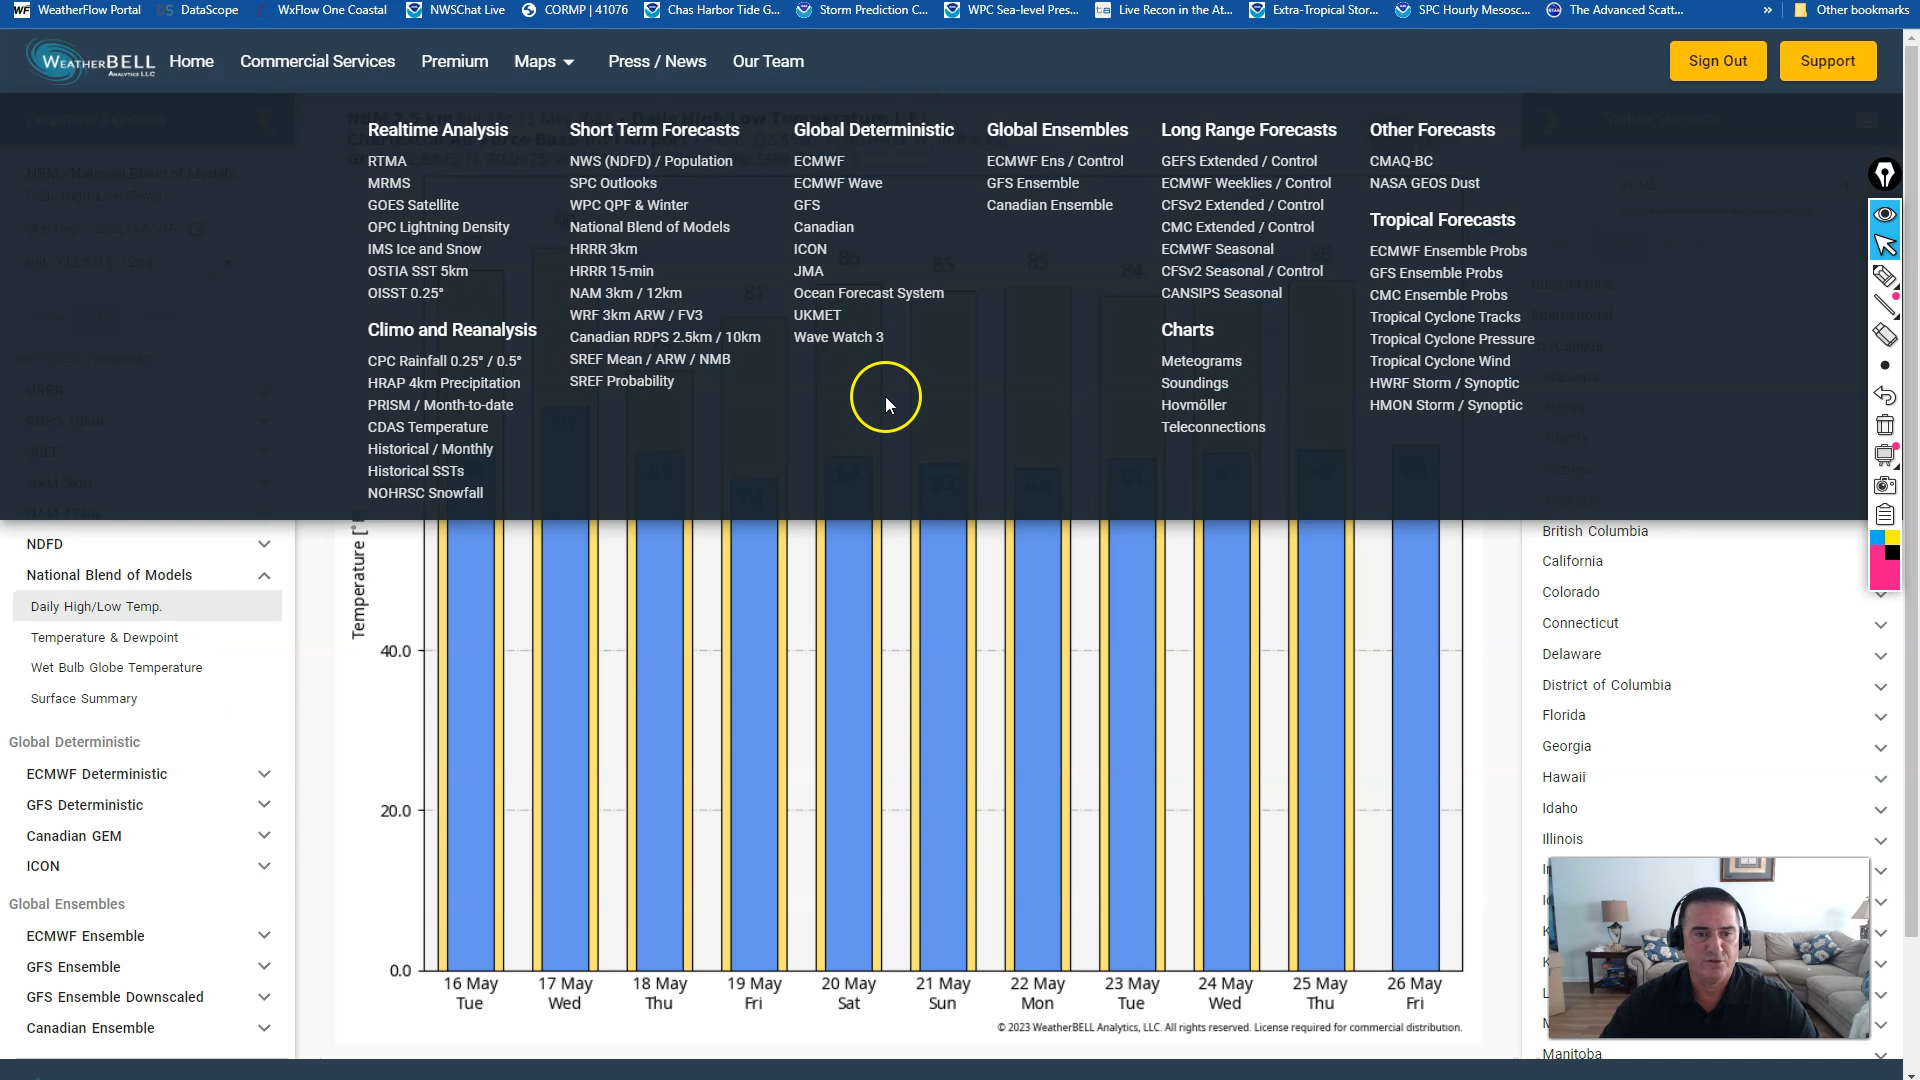 WF WeatherFlow Portal DS DataScope WxFlow One Coastal NWSChat Live CORMP | 41076 Chas Harbor Tide G... Storm Prediction C... WPC Sea-level Pres... Live Recon in the At... Extra-Tropical Stor... SPC Hourly Mesosc... The Advanced Scatt... » Other bookmarks
WEATHERBELL
ANALYTICS LLC
Home Commercial Services Premium Maps Press / News Our Team Sign Out Support
Realtime Analysis
RTMA
MRMS
GOES Satellite
OPC Lightning Density
IMS Ice and Snow
OSTIA SST 5km
OISST 0.25°
Climo and Reanalysis
CPC Rainfall 0.25° / 0.5°
HRAP 4km Precipitation
PRISM / Month-to-date
CDAS Temperature
Historical / Monthly
Historical SSTs
NOHRSC Snowfall
Short Term Forecasts
NWS (NDFD) / Population
SPC Outlooks
WPC QPF & Winter
National Blend of Models
HRRR 3km
HRRR 15-min
NAM 3km / 12km
WRF 3km ARW / FV3
Canadian RDPS 2.5km / 10km
SREF Mean / ARW / NMB
SREF Probability
Global Deterministic
ECMWF
ECMWF Wave
GFS
Canadian
ICON
JMA
Ocean Forecast System
UKMET
Wave Watch 3
Global Ensembles
ECMWF Ens / Control
GFS Ensemble
Canadian Ensemble
Long Range Forecasts
GEFS Extended / Control
ECMWF Weeklies / Control
CFSv2 Extended / Control
CMC Extended / Control
ECMWF Seasonal
CFSv2 Seasonal / Control
CANSIPS Seasonal
Charts
Meteograms
Soundings
Hovmöller
Teleconnections
Other Forecasts
CMAQ-BC
NASA GEOS Dust
Tropical Forecasts
ECMWF Ensemble Probs
GFS Ensemble Probs
CMC Ensemble Probs
Tropical Cyclone Tracks
Tropical Cyclone Pressure
Tropical Cyclone Wind
HWRF Storm / Synoptic
HMON Storm / Synoptic
NDFD
National Blend of Models
Daily High/Low Temp.
Temperature & Dewpoint
Wet Bulb Globe Temperature
Surface Summary
Global Deterministic
ECMWF Deterministic
GFS Deterministic
Canadian GEM
ICON
Global Ensembles
ECMWF Ensemble
GFS Ensemble
GFS Ensemble Downscaled
Canadian Ensemble
Temperature [°
40.0
20.0
0.0
16 May 17 May 18 May 19 May 20 May 21 May 22 May 23 May 24 May 25 May 26 May
Tue Wed Thu Fri Sat Sun Mon Tue Wed Thu Fri
© 2023 WeatherBELL Analytics, LLC. All rights reserved. License required for commercial distribution.
British Columbia
California
Colorado
Connecticut
Delaware
District of Columbia
Florida
Georgia
Hawaii
Idaho
Illinois
Manitoba